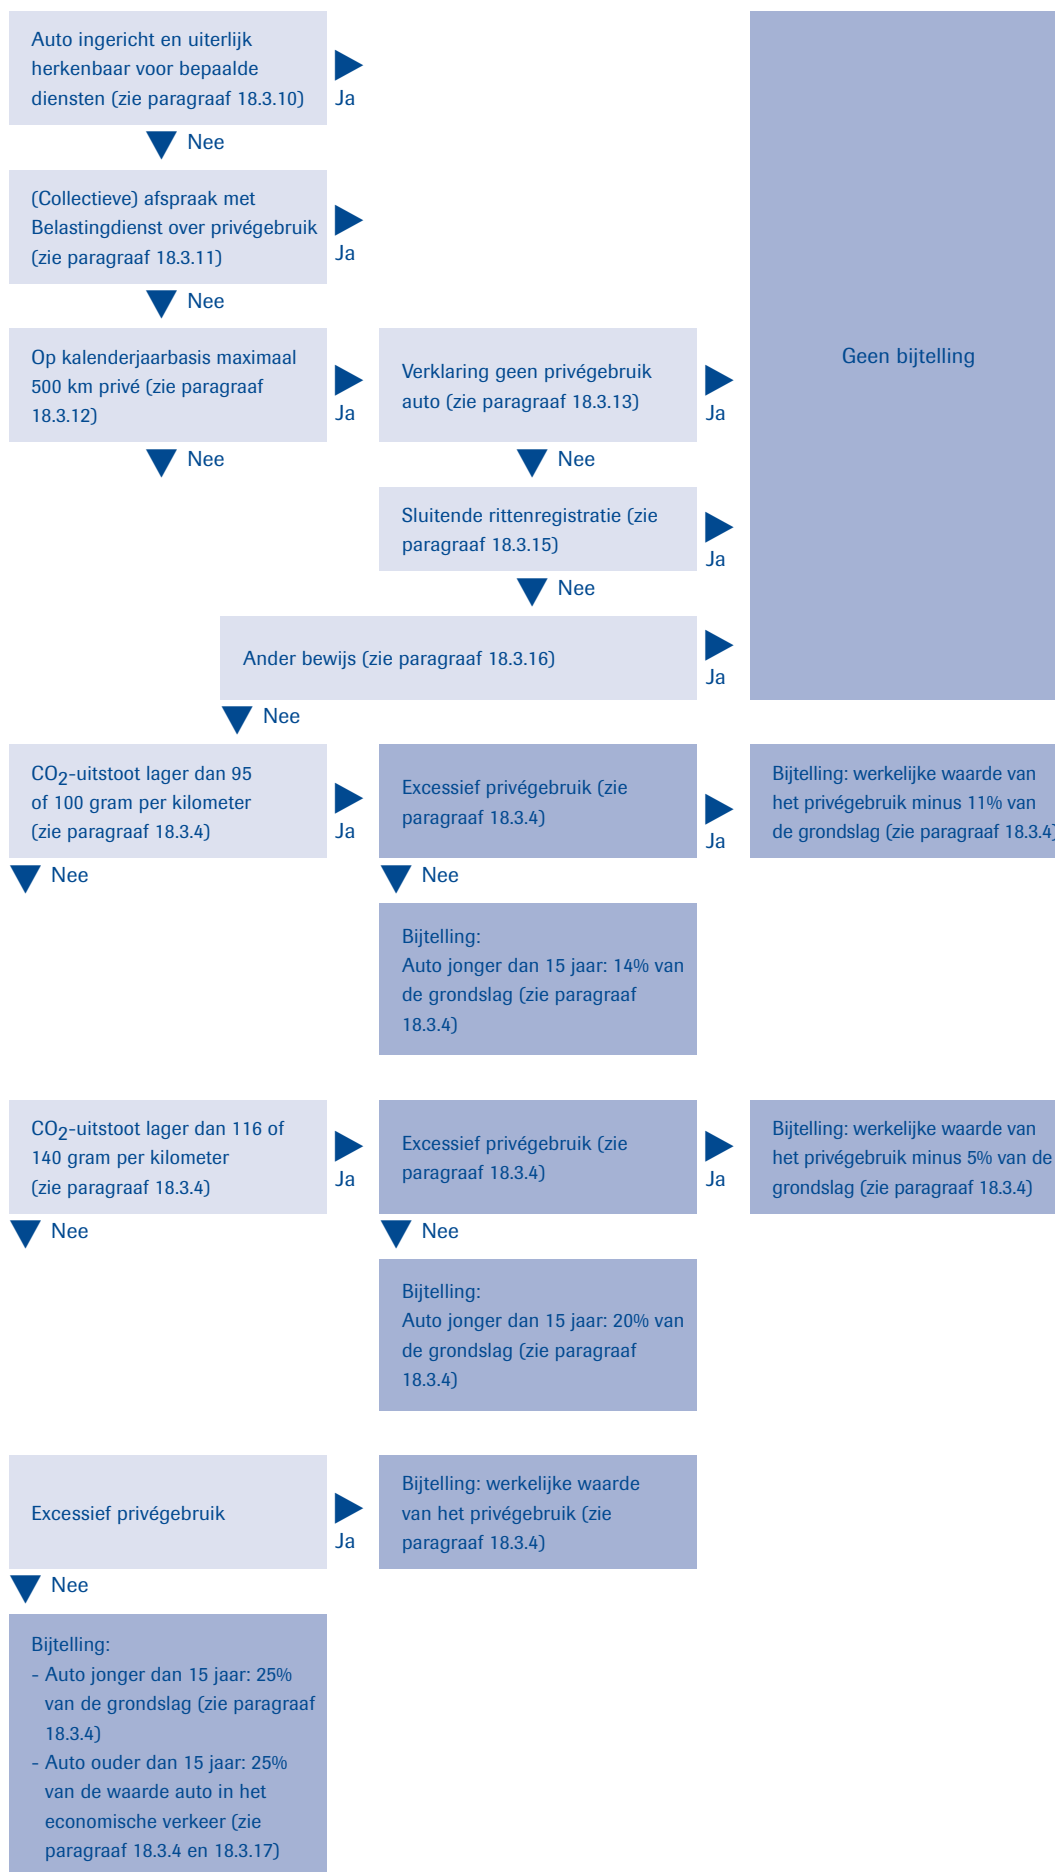 Auto ingericht en uiterlijk
herkenbaar voor bepaalde
diensten (zie paragraaf 18.3.10)
Ja
Nee
(Collectieve) afspraak met
Belastingdienst over privégebruik
(zie paragraaf 18.3.11)
Ja
Nee
Op kalenderjaarbasis maximaal
500 km privé (zie paragraaf
18.3.12)
Ja
Verklaring geen privégebruik
auto (zie paragraaf 18.3.13)
Ja
Geen bijtelling
Nee
Nee
Sluitende rittenregistratie (zie
paragraaf 18.3.15)
Ja
Nee
Ander bewijs (zie paragraaf 18.3.16)
Ja
Nee
CO2-uitstoot lager dan 95
of 100 gram per kilometer
(zie paragraaf 18.3.4)
Ja
Excessief privégebruik (zie
paragraaf 18.3.4)
Ja
Bijtelling: werkelijke waarde van
het privégebruik minus 11% van
de grondslag (zie paragraaf 18.3.4)
Nee
Nee
Bijtelling:
Auto jonger dan 15 jaar: 14% van
de grondslag (zie paragraaf
18.3.4)
CO2-uitstoot lager dan 116 of
140 gram per kilometer
(zie paragraaf 18.3.4)
Ja
Excessief privégebruik (zie
paragraaf 18.3.4)
Ja
Bijtelling: werkelijke waarde van
het privégebruik minus 5% van de
grondslag (zie paragraaf 18.3.4)
Nee
Nee
Bijtelling:
Auto jonger dan 15 jaar: 20% van
de grondslag (zie paragraaf
18.3.4)
Excessief privégebruik
Ja
Bijtelling: werkelijke waarde
van het privégebruik (zie
paragraaf 18.3.4)
Nee
Bijtelling:
- Auto jonger dan 15 jaar: 25%
van de grondslag (zie paragraaf
18.3.4)
- Auto ouder dan 15 jaar: 25%
van de waarde auto in het
economische verkeer (zie
paragraaf 18.3.4 en 18.3.17)